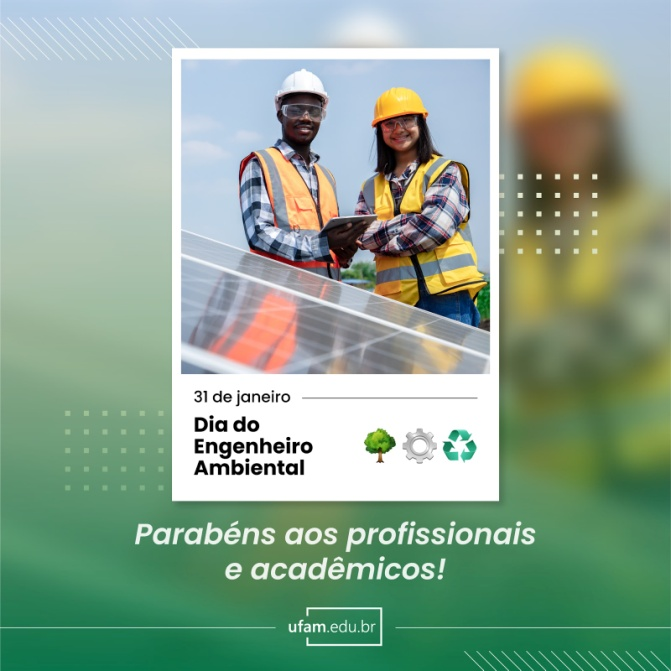 31 de janeiro
Dia do
Engenheiro
Ambiental
Parabéns aos profissionais
e acadêmicos!
ufam.edu.br